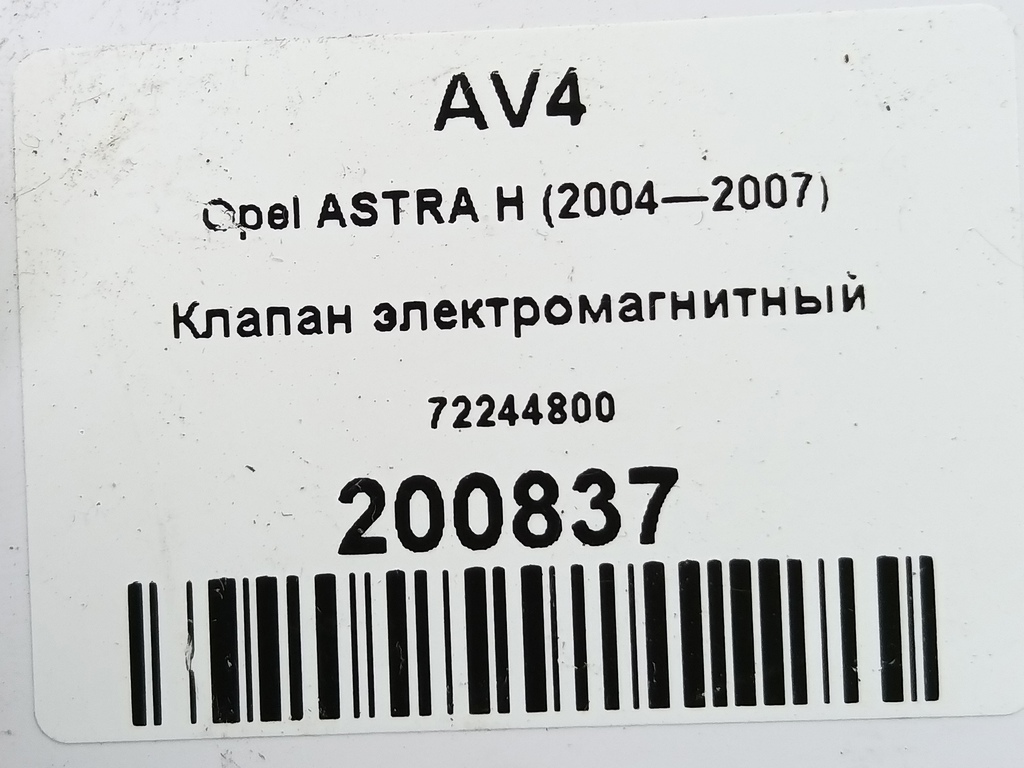 AV4
Opel ASTRA H (2004—2007)
Клапан электромагнитный
72244800
200837